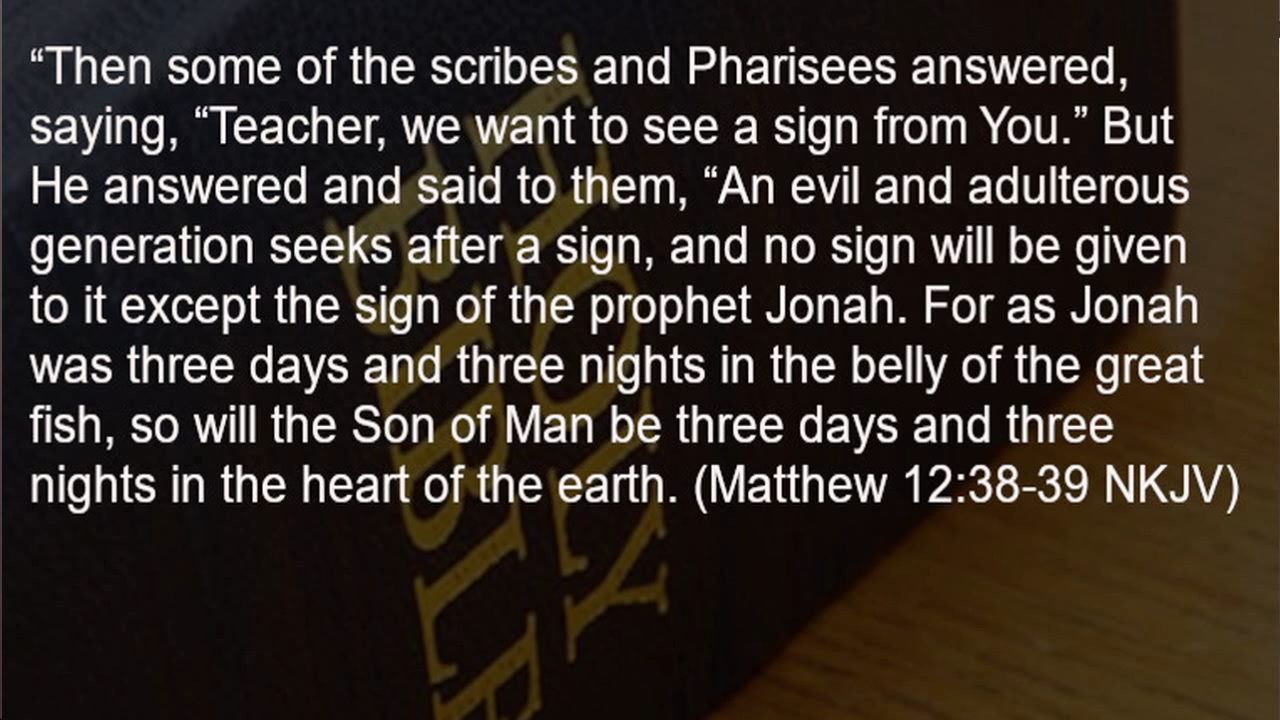 “Then some of the scribes and Pharisees answered,
saying, “Teacher, we want to see a sign from You.” But
He answered and said to them, “An evil and adulterous
generation seeks after a sign, and no sign will be given
to it except the sign of the prophet Jonah. For as Jonah
was three days and three nights in the belly of the great
fish, so will the Son of Man be three days and three
nights in the heart of the earth. (Matthew 12:38-39 NKJV)
HOLY
BIBLE